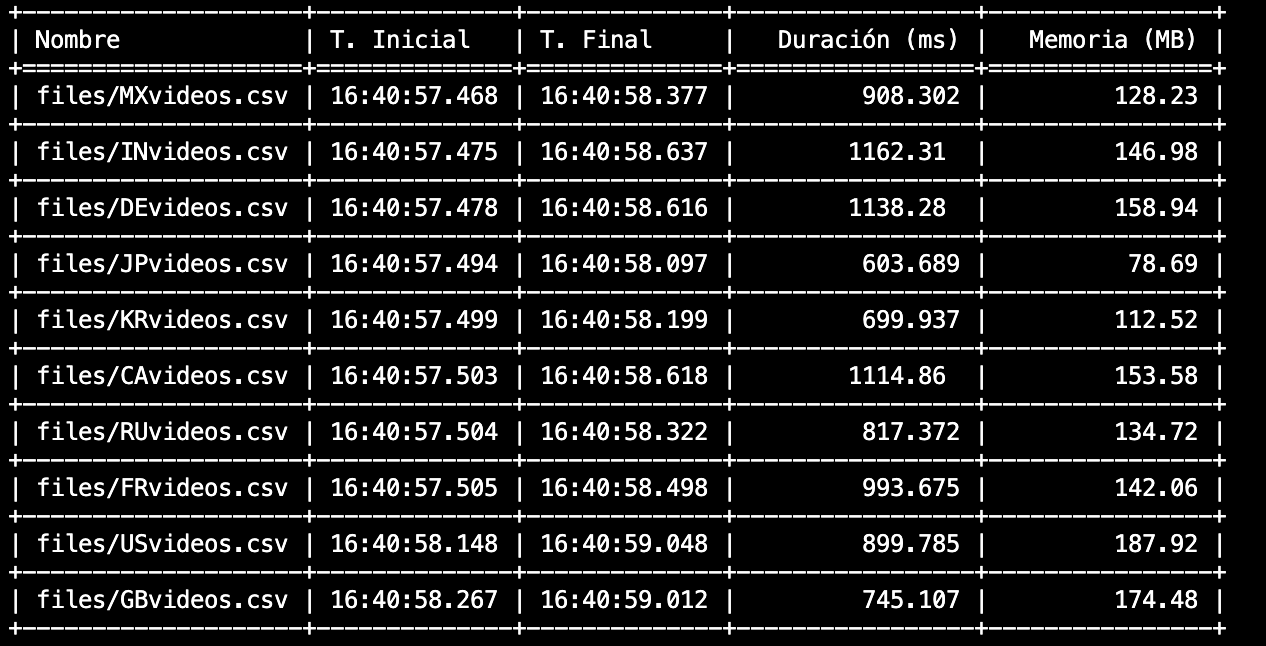 +--------------------+--------------+--------------+-----------------+----------------+
| Nombre             | T. Inicial   | T. Final     |   Duración (ms) |   Memoria (MB) |
+====================+==============+==============+=================+================+
| files/MXvideos.csv | 16:40:57.468 | 16:40:58.377 |         908.302 |         128.23 |
+--------------------+--------------+--------------+-----------------+----------------+
| files/INvideos.csv | 16:40:57.475 | 16:40:58.637 |        1162.31  |         146.98 |
+--------------------+--------------+--------------+-----------------+----------------+
| files/DEvideos.csv | 16:40:57.478 | 16:40:58.616 |        1138.28  |         158.94 |
+--------------------+--------------+--------------+-----------------+----------------+
| files/JPvideos.csv | 16:40:57.494 | 16:40:58.097 |         603.689 |          78.69 |
+--------------------+--------------+--------------+-----------------+----------------+
| files/KRvideos.csv | 16:40:57.499 | 16:40:58.199 |         699.937 |         112.52 |
+--------------------+--------------+--------------+-----------------+----------------+
| files/CAvideos.csv | 16:40:57.503 | 16:40:58.618 |        1114.86  |         153.58 |
+--------------------+--------------+--------------+-----------------+----------------+
| files/RUvideos.csv | 16:40:57.504 | 16:40:58.322 |         817.372 |         134.72 |
+--------------------+--------------+--------------+-----------------+----------------+
| files/FRvideos.csv | 16:40:57.505 | 16:40:58.498 |         993.675 |         142.06 |
+--------------------+--------------+--------------+-----------------+----------------+
| files/USvideos.csv | 16:40:58.148 | 16:40:59.048 |         899.785 |         187.92 |
+--------------------+--------------+--------------+-----------------+----------------+
| files/GBvideos.csv | 16:40:58.267 | 16:40:59.012 |         745.107 |         174.48 |
+--------------------+--------------+--------------+-----------------+----------------+